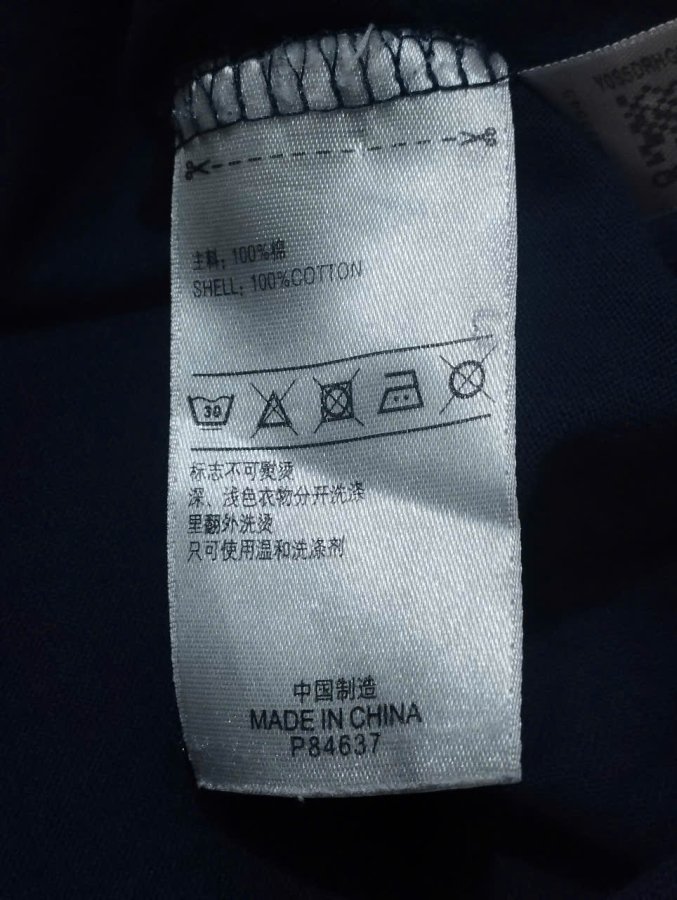 主料; 100%棉
SHELL; 100%COTTON
30
标志不可熨烫
深、浅色衣物分开洗涤
里翻外洗烫
只可使用温和洗涤剂
中国制造
MADE IN CHINA
P84637